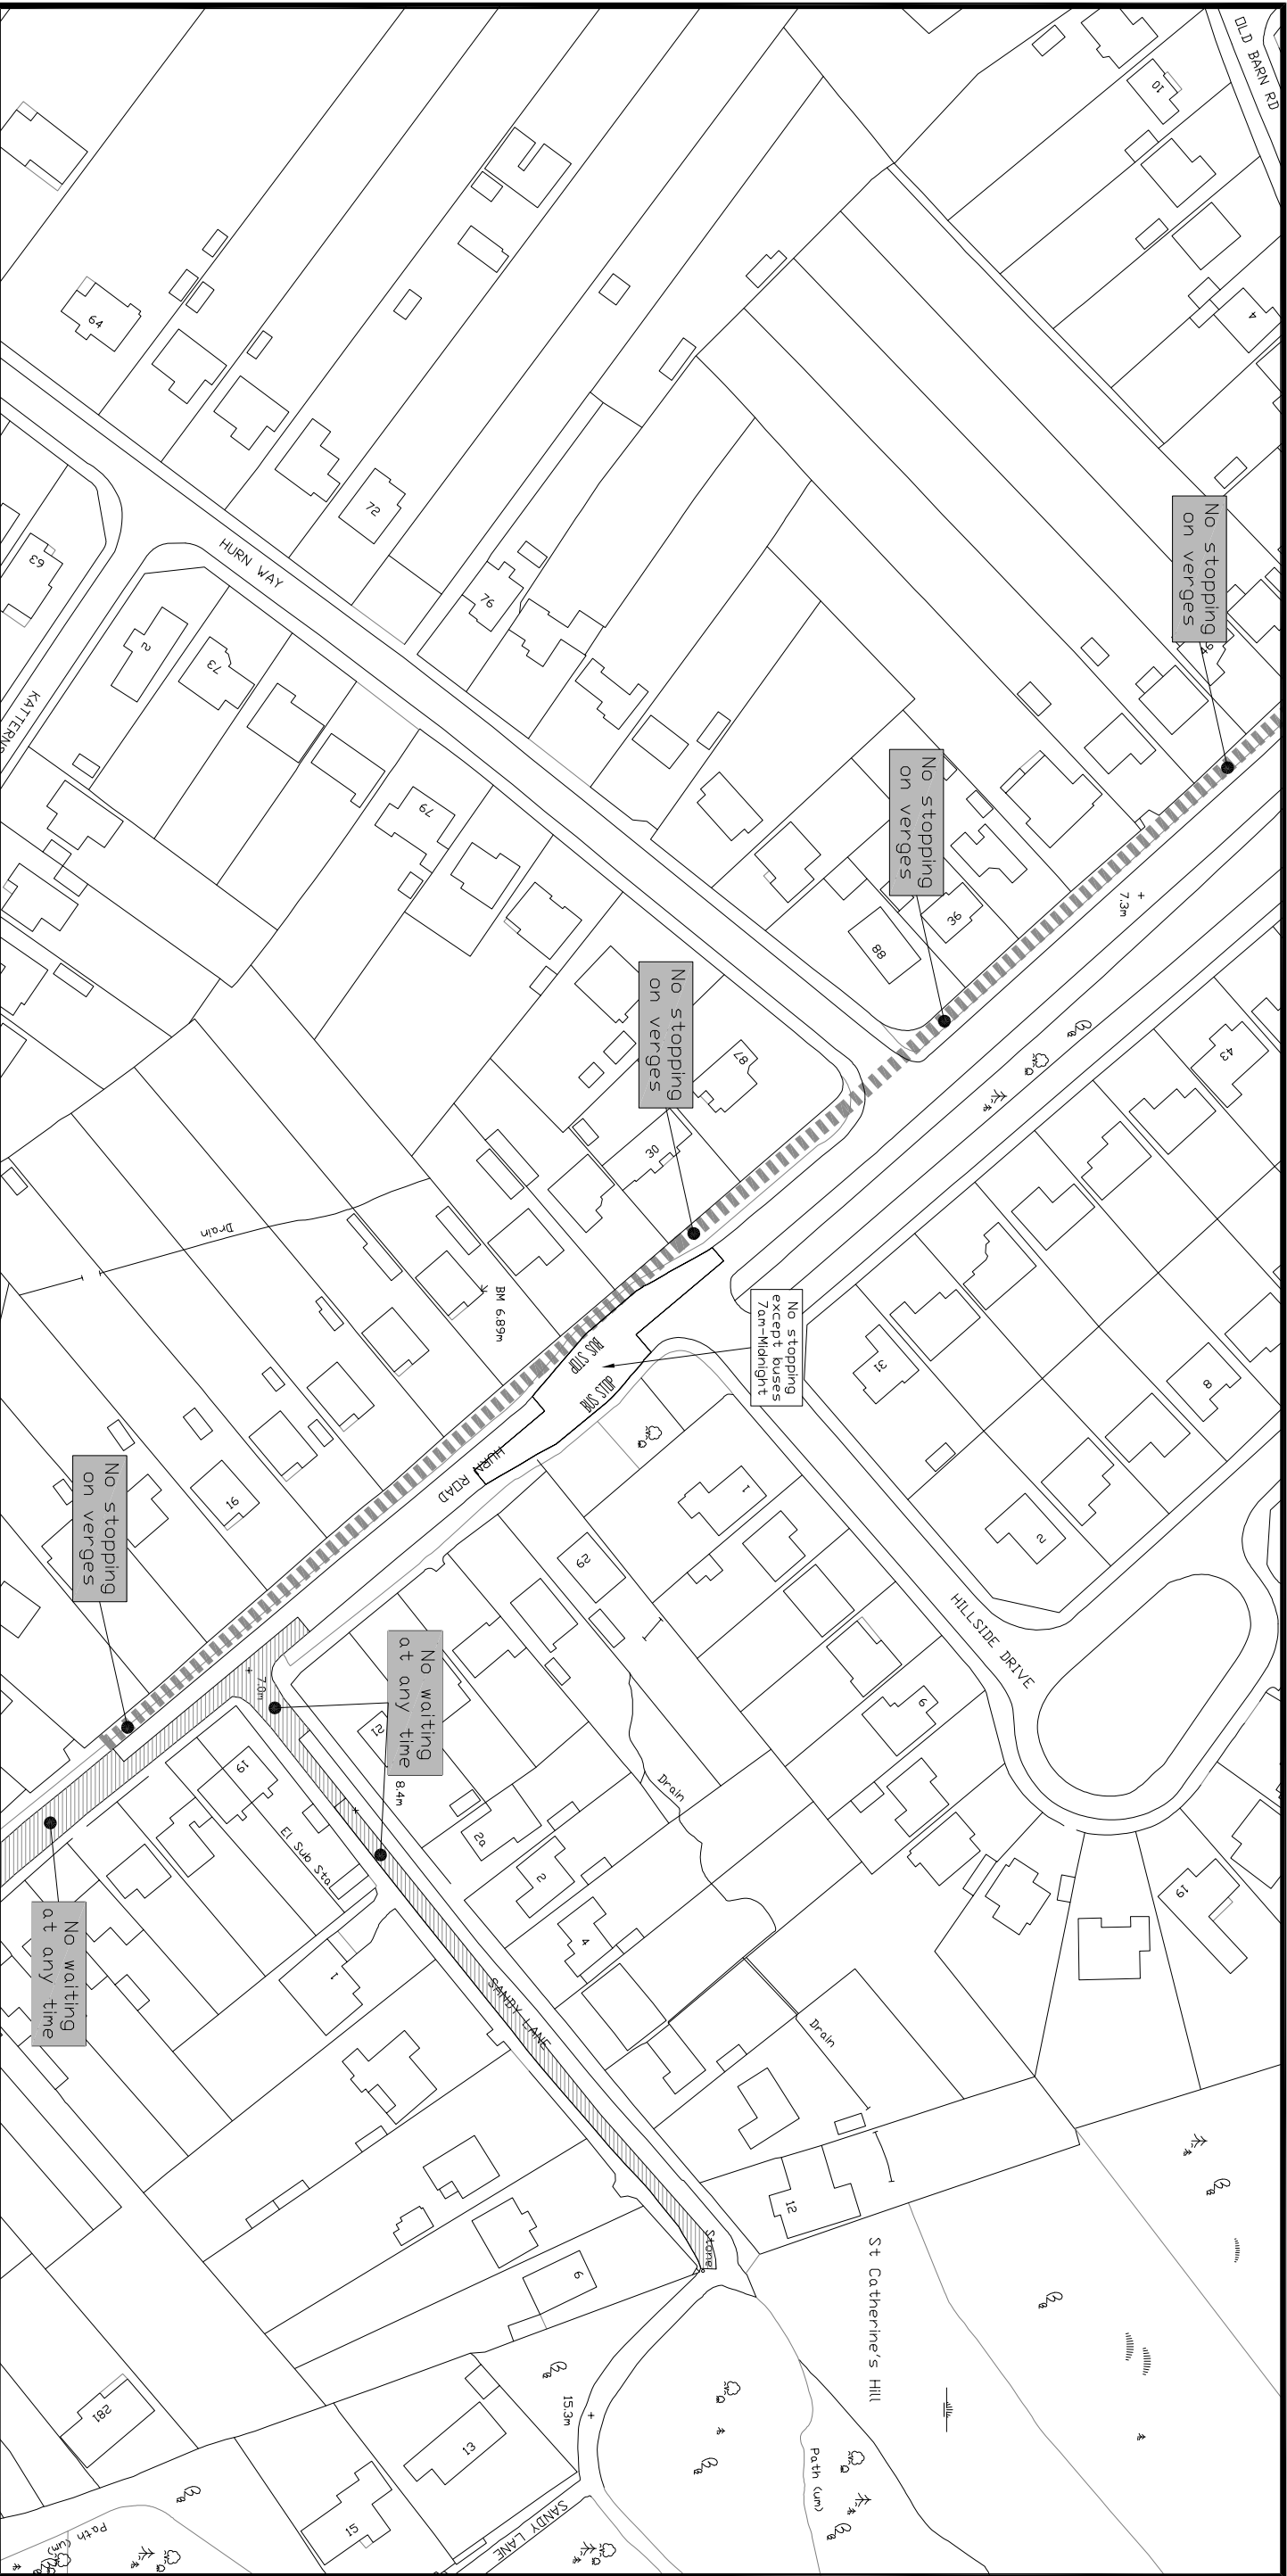 OLD BARN RD
10
4
64
72
76
63
HURN WAY
2
73
79
KATTERNS
No stopping
on verges
46
No stopping
on verges
36
88
7.3m
No stopping
on verges
87
30
43
Drain
BM 6.89m
No stopping
except buses
7am-Midnight
BUS STOP
BUS STOP
31
8
2
HURN ROAD
16
No stopping
on verges
1
29
HILLSIDE DRIVE
9
7.0m
12
No waiting
at any time
8.4m
19
El Sub Sta
2a
2
4
Drain
19
No waiting
at any time
1
SANDY LANE
Drain
12
Stone
St Catherine's Hill
6
15.3m
182
13
15
SANDY LANE
Path (um)
Path (um)